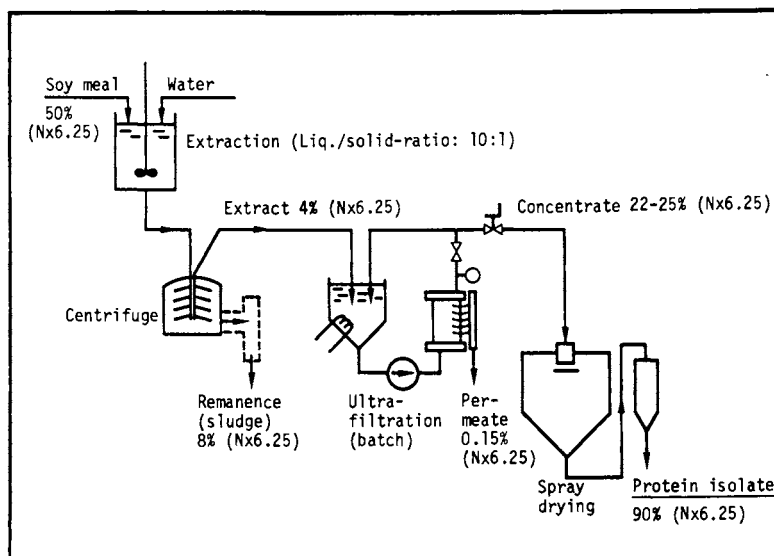 Soy meal
Water
50%
(Nx6.25)
Extraction (Liq./solid-ratio: 10:1)
Extract 4% (Nx6.25)
Concentrate 22-25% (Nx6.25)
Centrifuge
Remanence
(sludge)
8% (Nx6.25)
Ultra-
filtration
(batch)
Per-
meate
0.15%
(Nx6.25)
Spray
drying
Protein isolate
90% (Nx6.25)